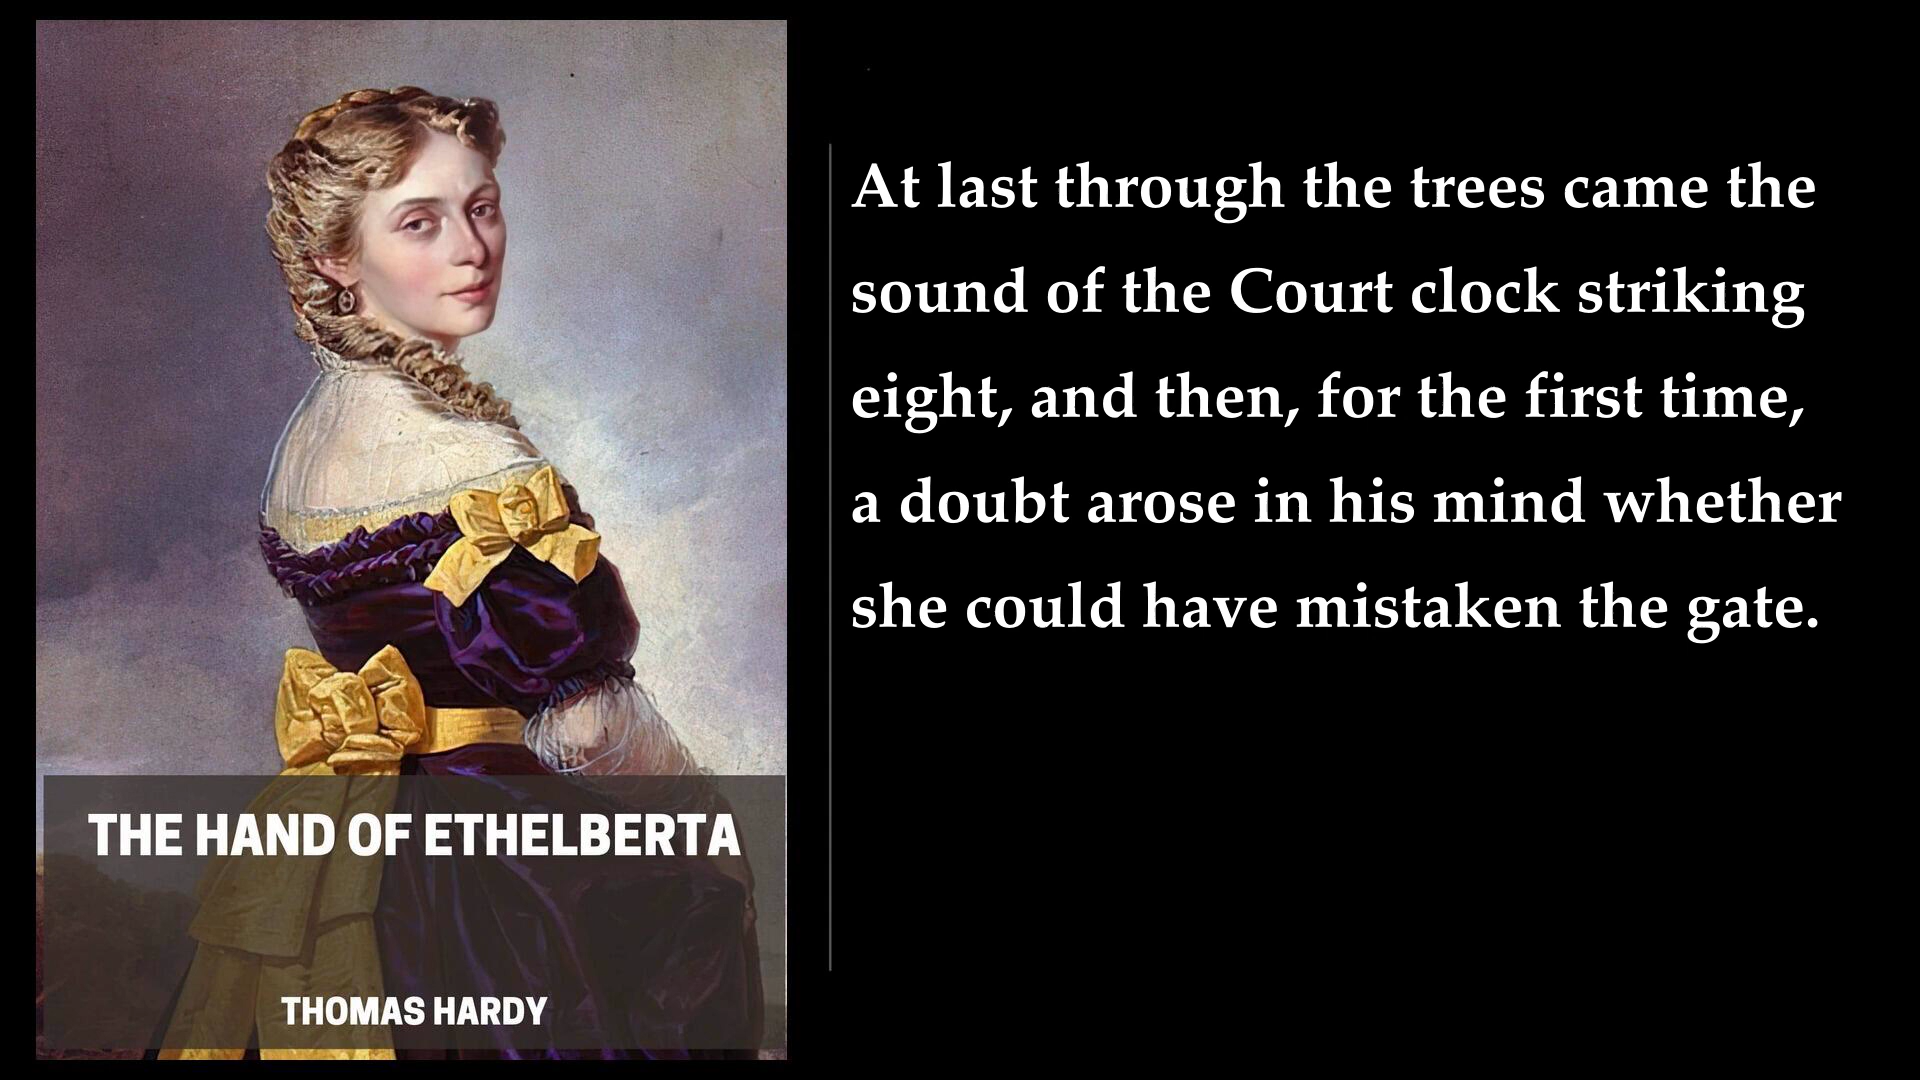 THE HAND OF ETHELBERTA
THOMAS HARDY
At last through the trees came the
sound of the Court clock striking
eight, and then, for the first time,
a doubt arose in his mind whether
she could have mistaken the gate.